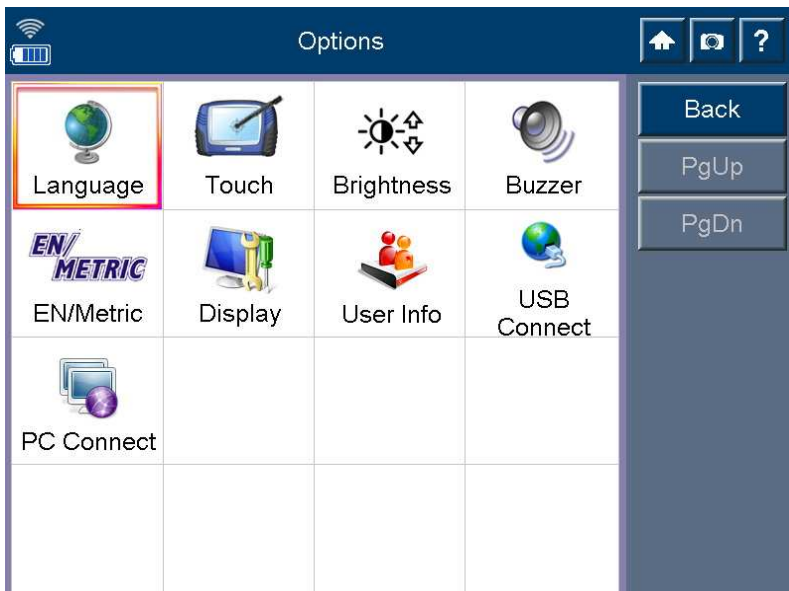 Options
?
Language
Touch
Brightness
Buzzer
Back
PgUp
PgDn
EN/
METRIC
EN/Metric
Display
User Info
USB
Connect
PC Connect